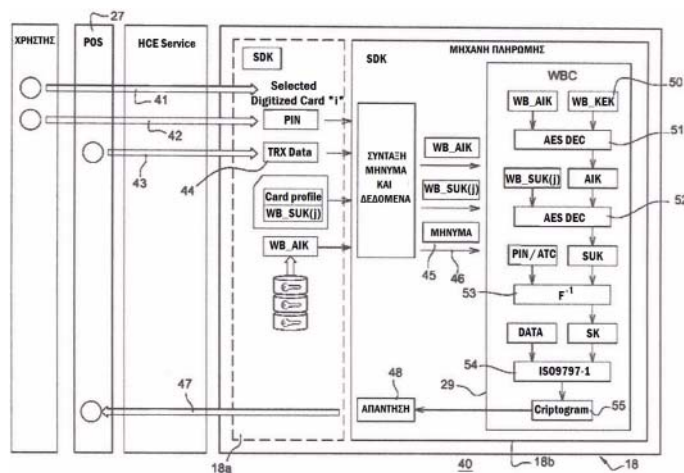 27
ΧΡΗΣΤΗΣ
POS
HCE Service
SDK
Selected
Digitized Card "i"
41
PIN
42
TRX Data
43
44
Card profile
WB_SUK(j)
WB_AIK
47
18a
SDK
ΜΗΧΑΝΗ ΠΛΗΡΩΜΗΣ
ΣΥΝΤΑΞΗ
ΜΗΝΥΜΑ
ΚΑΙ
ΔΕΔΟΜΕΝΑ
WB_AIK
WB_SUK(j)
ΜΗΝΥΜΑ
45
46
48
ΑΠΑΝΤΗΣΗ
29
WBC
WB_AIK
WB_KEK
50
AES DEC
51
WB_SUK(j)
AIK
AES DEC
52
PIN/ATC
SUK
53
F⁻¹
DATA
SK
54
ISO9797-1
Criptogram
55
40
18b
18